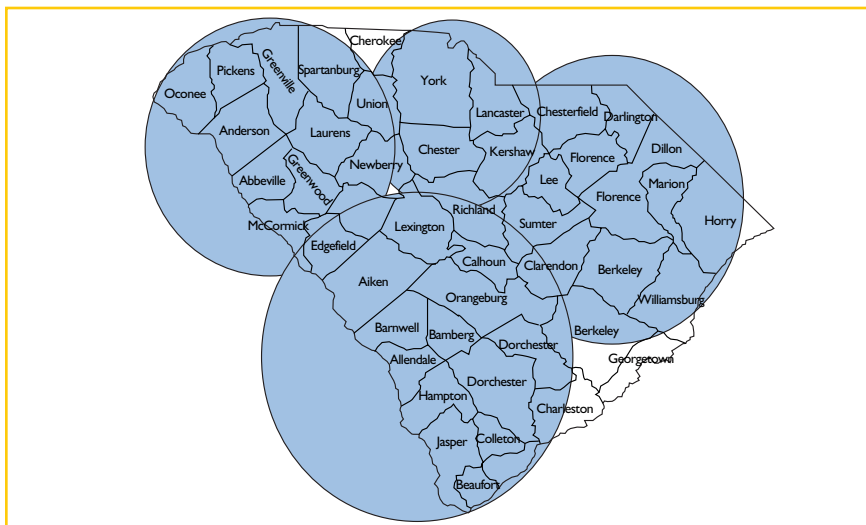 Cherokee
Greenville
Pickens
Spartanburg
York
Oconee
Union
Lancaster
Chesterfield
Darlington
Anderson
Laurens
Chester
Kershaw
Dillon
Newberry
Florence
Abbeville
Greenwood
Lee
Marion
Florence
McCormick
Richland
Horry
Edgefield
Lexington
Sumter
Calhoun
Clarendon
Berkeley
Aiken
Orangeburg
Williamsburg
Barnwell
Bamberg
Berkeley
Dorchester
Allendale
Georgetown
Dorchester
Hampton
Charleston
Jasper
Colleton
Beaufort